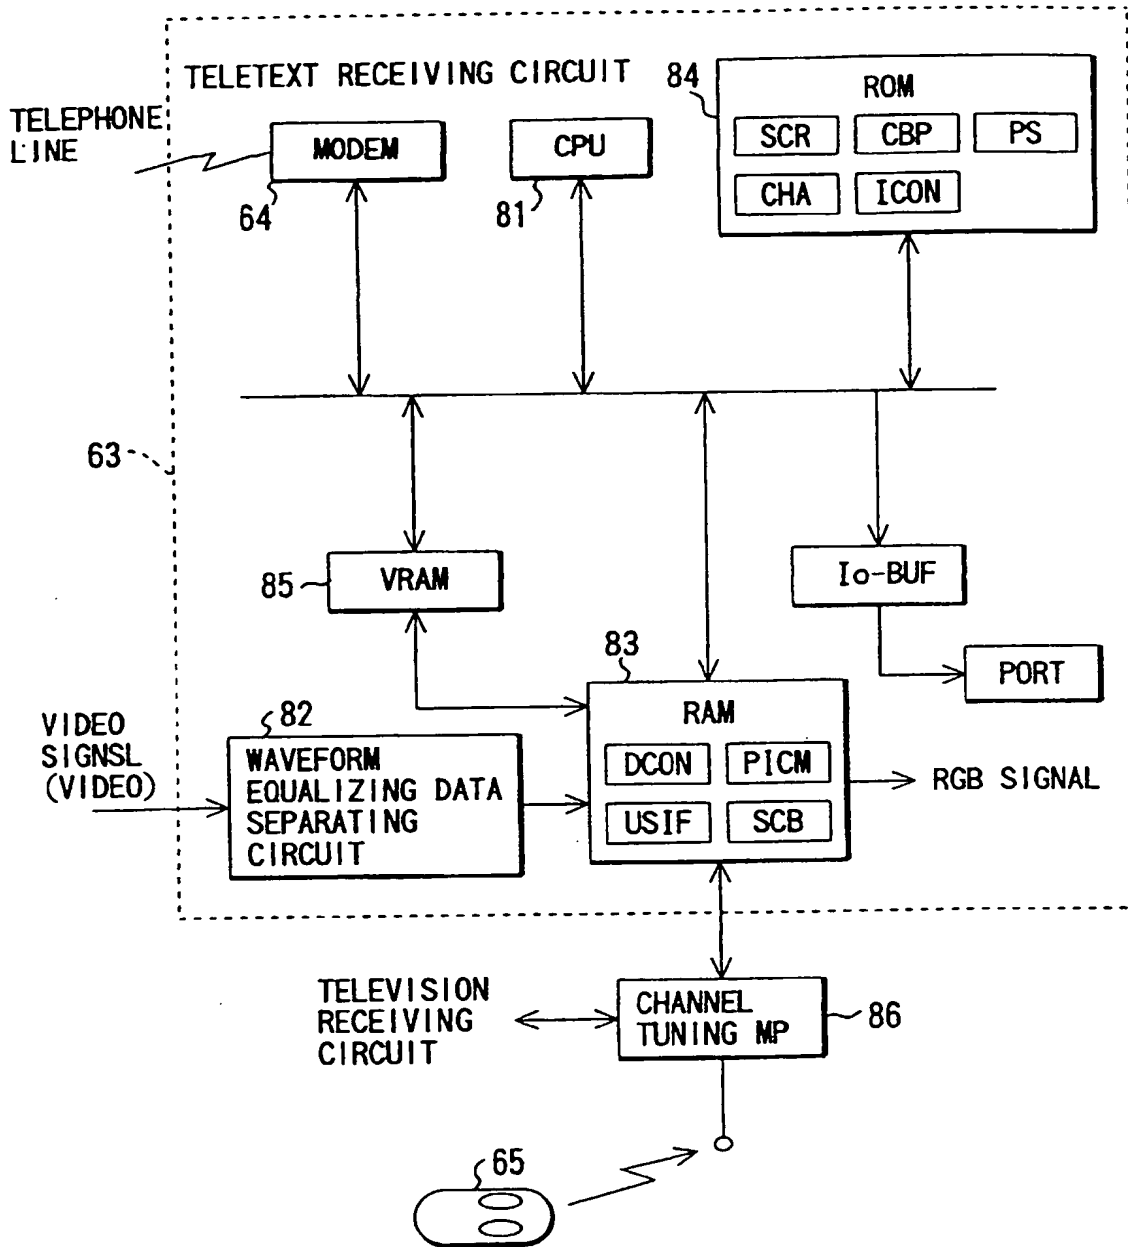 TELETEXT RECEIVING CIRCUIT
TELEPHONE
LINE
MODEM
64
CPU
81
84
ROM
SCR
CBP
PS
CHA
ICON
63
85
VRAM
Io-BUF
PORT
83
RAM
DCON
PICM
USIF
SCB
RGB SIGNAL
VIDEO
SIGNSL
(VIDEO)
82
WAVEFORM
EQUALIZING DATA
SEPARATING
CIRCUIT
TELEVISION
RECEIVING
CIRCUIT
CHANNEL
TUNING MP
86
65